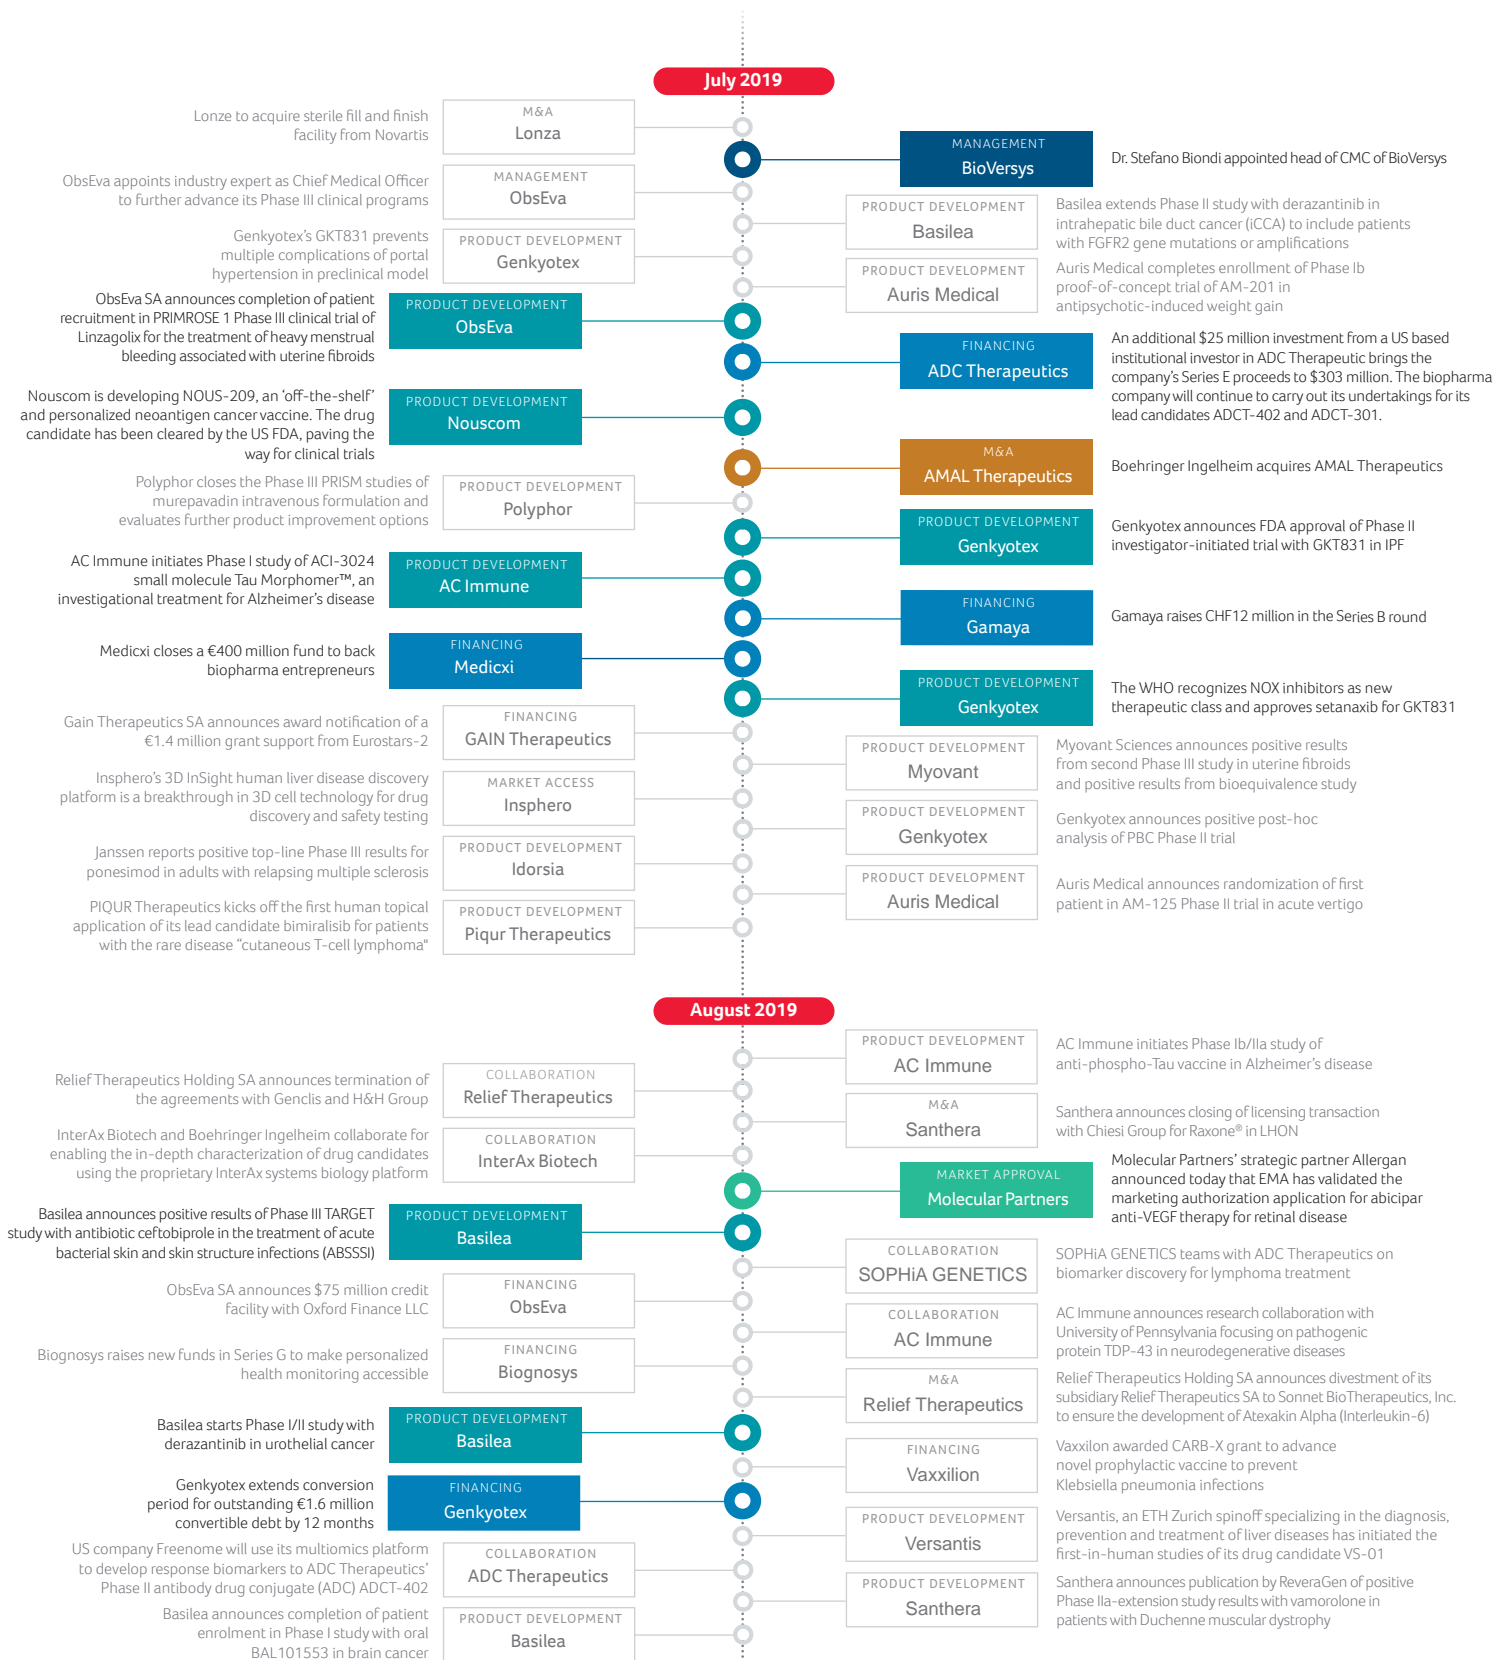 July 2019
Lonze to acquire sterile fill and finish
facility from Novartis
M&A
Lonza
MANAGEMENT
BioVersys
Dr. Stefano Biondi appointed head of CMC of BioVersys
ObsEva appoints industry expert as Chief Medical Officer
to further advance its Phase III clinical programs
MANAGEMENT
ObsEva
PRODUCT DEVELOPMENT
Basilea
Basilea extends Phase II study with derazantinib in
intrahepatic bile duct cancer (iCCA) to include patients
with FGFR2 gene mutations or amplifications
Genkyotex's GKT831 prevents
multiple complications of portal
hypertension in preclinical model
PRODUCT DEVELOPMENT
Genkyotex
PRODUCT DEVELOPMENT
Auris Medical
Auris Medical completes enrollment of Phase Ib
proof-of-concept trial of AM-201 in
antipsychotic-induced weight gain
ObsEva SA announces completion of patient
recruitment in PRIMROSE 1 Phase III clinical trial of
Linzagolix for the treatment of heavy menstrual
bleeding associated with uterine fibroids
PRODUCT DEVELOPMENT
ObsEva
FINANCING
ADC Therapeutics
An additional $25 million investment from a US based
institutional investor in ADC Therapeutic brings the
company's Series E proceeds to $303 million. The biopharma
company will continue to carry out its undertakings for its
lead candidates ADCT-402 and ADCT-301.
Nouscom is developing NOUS-209, an ‘off-the-shelf’
and personalized neoantigen cancer vaccine. The drug
candidate has been cleared by the US FDA, paving the
way for clinical trials
PRODUCT DEVELOPMENT
Nouscom
M&A
AMAL Therapeutics
Boehringer Ingelheim acquires AMAL Therapeutics
Polyphor closes the Phase III PRISM studies of
murepavadin intravenous formulation and
evaluates further product improvement options
PRODUCT DEVELOPMENT
Polyphor
PRODUCT DEVELOPMENT
Genkyotex
Genkyotex announces FDA approval of Phase II
investigator-initiated trial with GKT831 in IPF
AC Immune initiates Phase I study of ACI-3024
small molecule Tau Morphomer™, an
investigational treatment for Alzheimer's disease
PRODUCT DEVELOPMENT
AC Immune
FINANCING
Gamaya
Gamaya raises CHF12 million in the Series B round
Medicxi closes a €400 million fund to back
biopharma entrepreneurs
FINANCING
Medicxi
PRODUCT DEVELOPMENT
Genkyotex
The WHO recognizes NOX inhibitors as new
therapeutic class and approves setanaxib for GKT831
Gain Therapeutics SA announces award notification of a
€1.4 million grant support from Eurostars-2
FINANCING
GAIN Therapeutics
PRODUCT DEVELOPMENT
Myovant
Myovant Sciences announces positive results
from second Phase III study in uterine fibroids
and positive results from bioequivalence study
Insphero's 3D InSight human liver disease discovery
platform is a breakthrough in 3D cell technology for drug
discovery and safety testing
MARKET ACCESS
Insphero
PRODUCT DEVELOPMENT
Genkyotex
Genkyotex announces positive post-hoc
analysis of PBC Phase II trial
Janssen reports positive top-line Phase III results for
ponesimod in adults with relapsing multiple sclerosis
PRODUCT DEVELOPMENT
Idorsia
PRODUCT DEVELOPMENT
Auris Medical
Auris Medical announces randomization of first
patient in AM-125 Phase II trial in acute vertigo
PIQUR Therapeutics kicks off the first human topical
application of its lead candidate bimiralisib for patients
with the rare disease “cutaneous T-cell lymphoma"
PRODUCT DEVELOPMENT
Piqur Therapeutics
August 2019
PRODUCT DEVELOPMENT
AC Immune
AC Immune initiates Phase Ib/IIa study of
anti-phospho-Tau vaccine in Alzheimer's disease
Relief Therapeutics Holding SA announces termination of
the agreements with Genclis and H&H Group
COLLABORATION
Relief Therapeutics
M&A
Santhera
Santhera announces closing of licensing transaction
with Chiesi Group for Raxone® in LHON
InterAx Biotech and Boehringer Ingelheim collaborate for
enabling the in-depth characterization of drug candidates
using the proprietary InterAx systems biology platform
COLLABORATION
InterAx Biotech
MARKET APPROVAL
Molecular Partners
Molecular Partners' strategic partner Allergan
announced today that EMA has validated the
marketing authorization application for abicipar
anti-VEGF therapy for retinal disease
Basilea announces positive results of Phase III TARGET
study with antibiotic ceftobiprole in the treatment of acute
bacterial skin and skin structure infections (ABSSSI)
PRODUCT DEVELOPMENT
Basilea
COLLABORATION
SOPHiA GENETICS
SOPHiA GENETICS teams with ADC Therapeutics on
biomarker discovery for lymphoma treatment
ObsEva SA announces $75 million credit
facility with Oxford Finance LLC
FINANCING
ObsEva
COLLABORATION
AC Immune
AC Immune announces research collaboration with
University of Pennsylvania focusing on pathogenic
protein TDP-43 in neurodegenerative diseases
Biognosys raises new funds in Series G to make personalized
health monitoring accessible
FINANCING
Biognosys
M&A
Relief Therapeutics
Relief Therapeutics Holding SA announces divestment of its
subsidiary Relief Therapeutics SA to Sonnet BioTherapeutics, Inc.
to ensure the development of Atexakin Alpha (Interleukin-6)
Basilea starts Phase I/II study with
derazantinib in urothelial cancer
PRODUCT DEVELOPMENT
Basilea
FINANCING
Vaxxilion
Vaxxilon awarded CARB-X grant to advance
novel prophylactic vaccine to prevent
Klebsiella pneumonia infections
Genkyotex extends conversion
period for outstanding €1.6 million
convertible debt by 12 months
FINANCING
Genkyotex
PRODUCT DEVELOPMENT
Versantis
Versantis, an ETH Zurich spinoff specializing in the diagnosis,
prevention and treatment of liver diseases has initiated the
first-in-human studies of its drug candidate VS-01
US company Freenome will use its multiomics platform
to develop response biomarkers to ADC Therapeutics'
Phase II antibody drug conjugate (ADC) ADCT-402
COLLABORATION
ADC Therapeutics
PRODUCT DEVELOPMENT
Santhera
Santhera announces publication by ReveraGen of positive
Phase IIa-extension study results with vamorolone in
patients with Duchenne muscular dystrophy
Basilea announces completion of patient
enrolment in Phase I study with oral
BAL101553 in brain cancer
PRODUCT DEVELOPMENT
Basilea